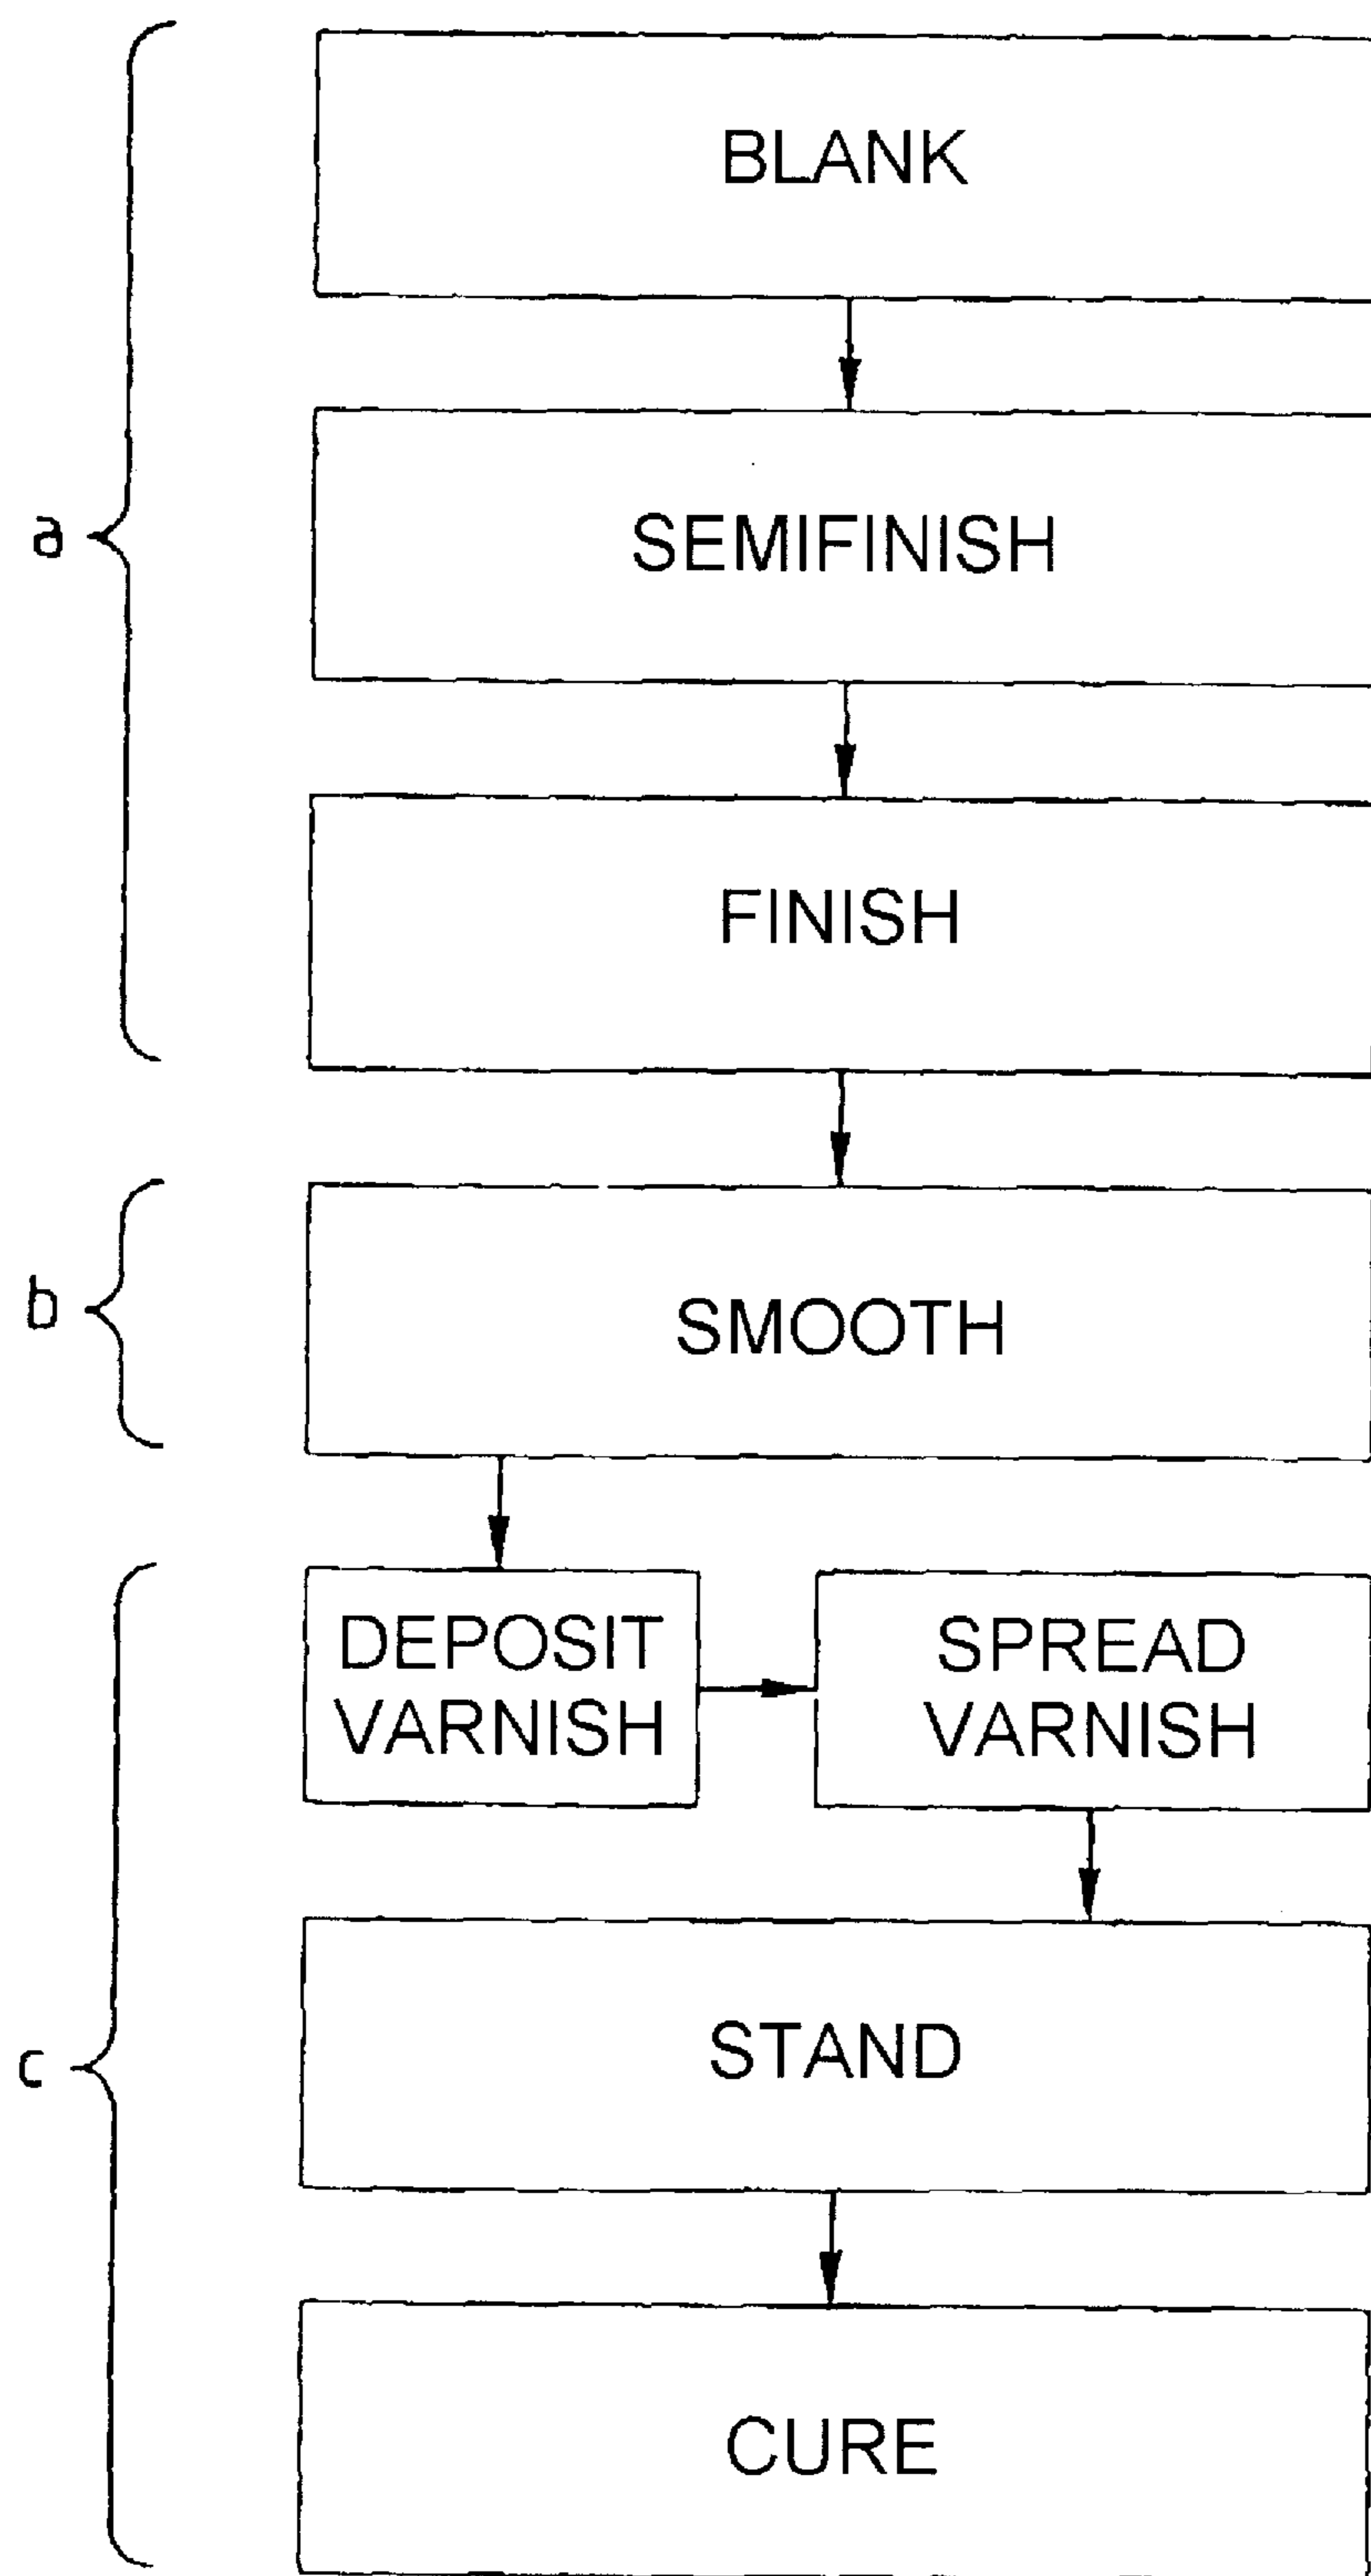 a
BLANK
SEMIFINISH
FINISH
b
SMOOTH
c
DEPOSIT
VARNISH
SPREAD
VARNISH
STAND
CURE